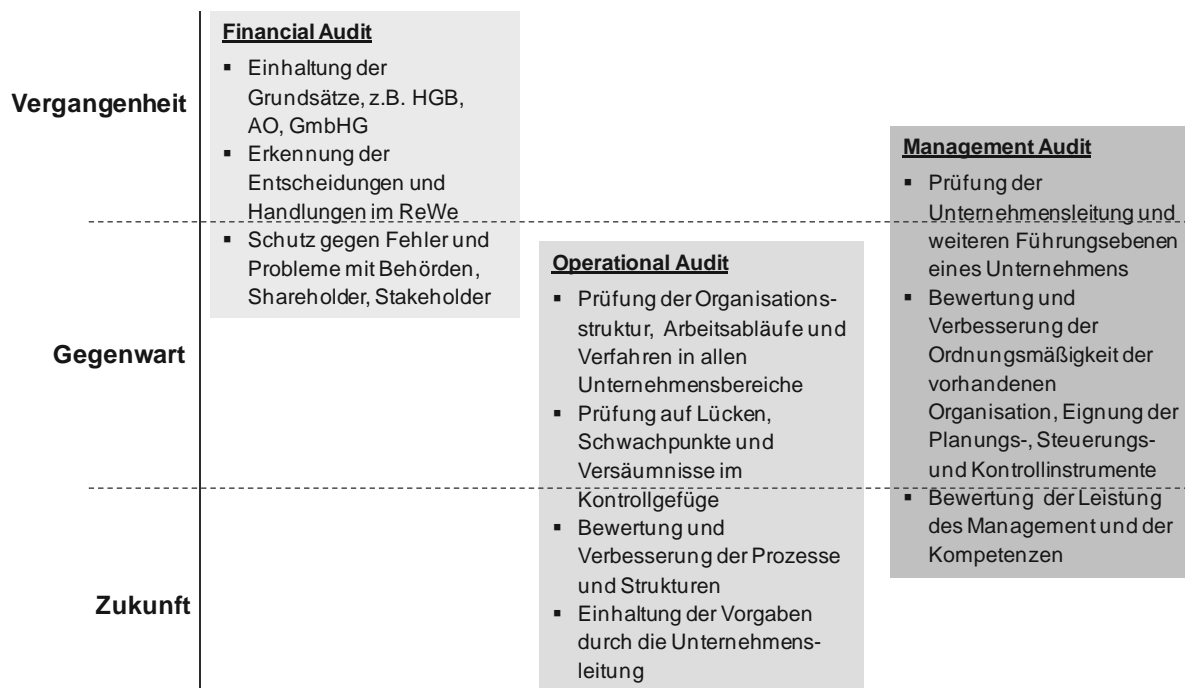 Vergangenheit
Gegenwart
Zukunft
Financial Audit
▪ Einhaltung der
Grundsätze, z.B. HGB,
AO, GmbHG
▪ Erkennung der
Entscheidungen und
Handlungen im ReWe
▪ Schutz gegen Fehler und
Probleme mit Behörden,
Shareholder, Stakeholder
Operational Audit
▪ Prüfung der Organisations-
struktur, Arbeitsabläufe und
Verfahren in allen
Unternehmensbereiche
▪ Prüfung auf Lücken,
Schwachpunkte und
Versäumnisse im
Kontrollgefüge
▪ Bewertung und
Verbesserung der Prozesse
und Strukturen
▪ Einhaltung der Vorgaben
durch die Unternehmens-
leitung
Management Audit
▪ Prüfung der
Unternehmensleitung und
weiteren Führungsebenen
eines Unternehmens
▪ Bewertung und
Verbesserung der
Ordnungsmäßigkeit der
vorhandenen
Organisation, Eignung der
Planungs-, Steuerungs-
und Kontrollinstrumente
▪ Bewertung der Leistung
des Management und der
Kompetenzen